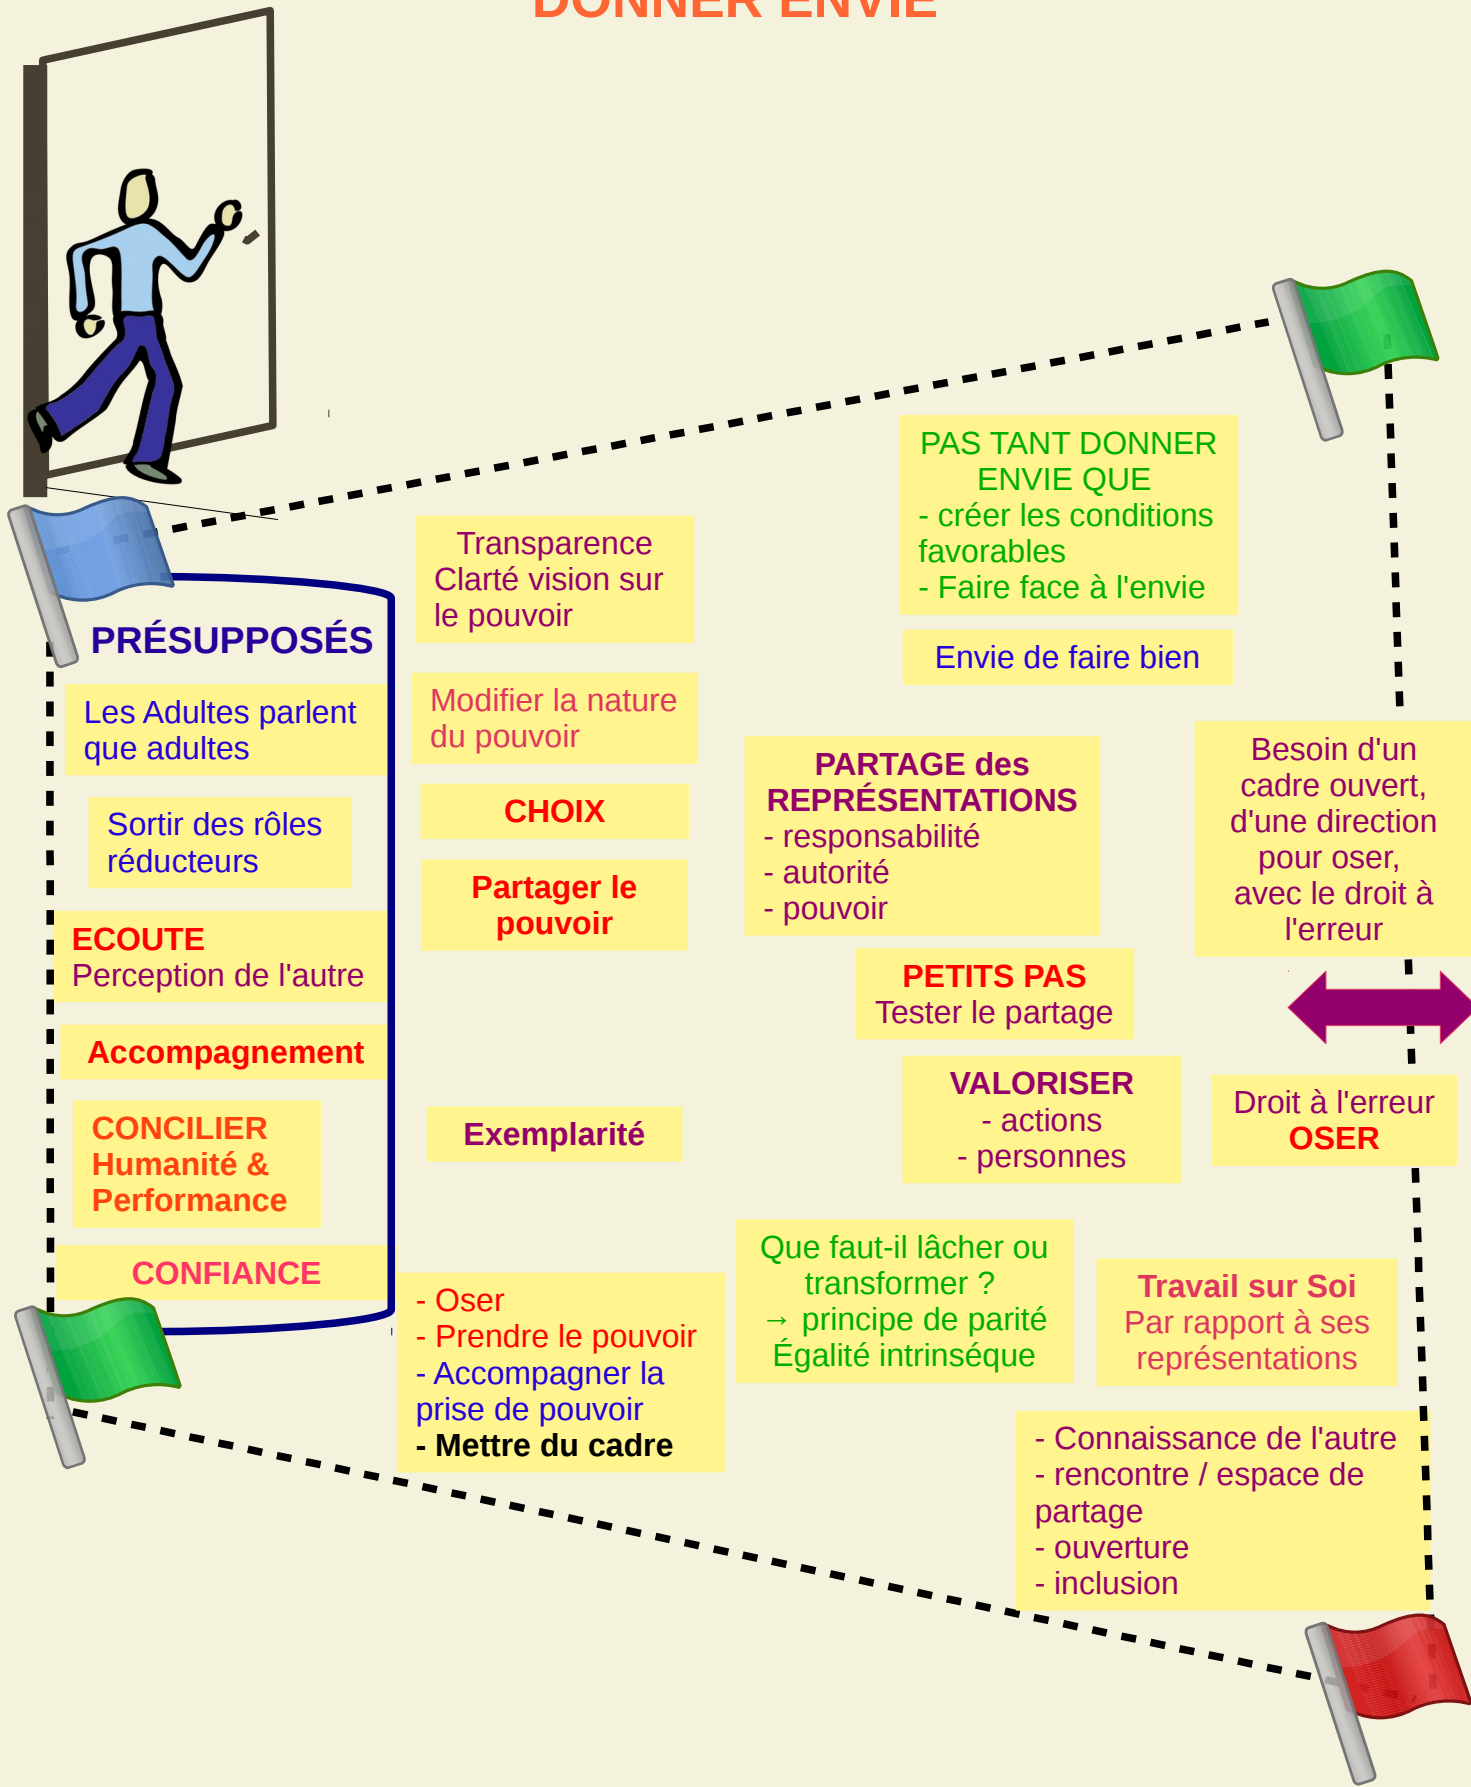 DONNER ENVIE
PRÉSUPPOSÉS
Les Adultes parlent
que adultes
Sortir des rôles
réducteurs
ECOUTE
Perception de l'autre
Accompagnement
CONCILIER
Humanité &
Performance
CONFIANCE
Transparence
Clarté vision sur
le pouvoir
Modifier la nature
du pouvoir
CHOIX
Partager le
pouvoir
Exemplarité
- Oser
- Prendre le pouvoir
- Accompagner la
prise de pouvoir
- Mettre du cadre
PAS TANT DONNER
ENVIE QUE
- créer les conditions
favorables
- Faire face à l'envie
Envie de faire bien
PARTAGE des
REPRÉSENTATIONS
- responsabilité
- autorité
- pouvoir
PETITS PAS
Tester le partage
VALORISER
- actions
- personnes
Que faut-il lâcher ou
transformer ?
→ principe de parité
Égalité intrinséque
Besoin d'un
cadre ouvert,
d'une direction
pour oser,
avec le droit à
l'erreur
Droit à l'erreur
OSER
Travail sur Soi
Par rapport à ses
représentations
- Connaissance de l'autre
- rencontre / espace de
partage
- ouverture
- inclusion